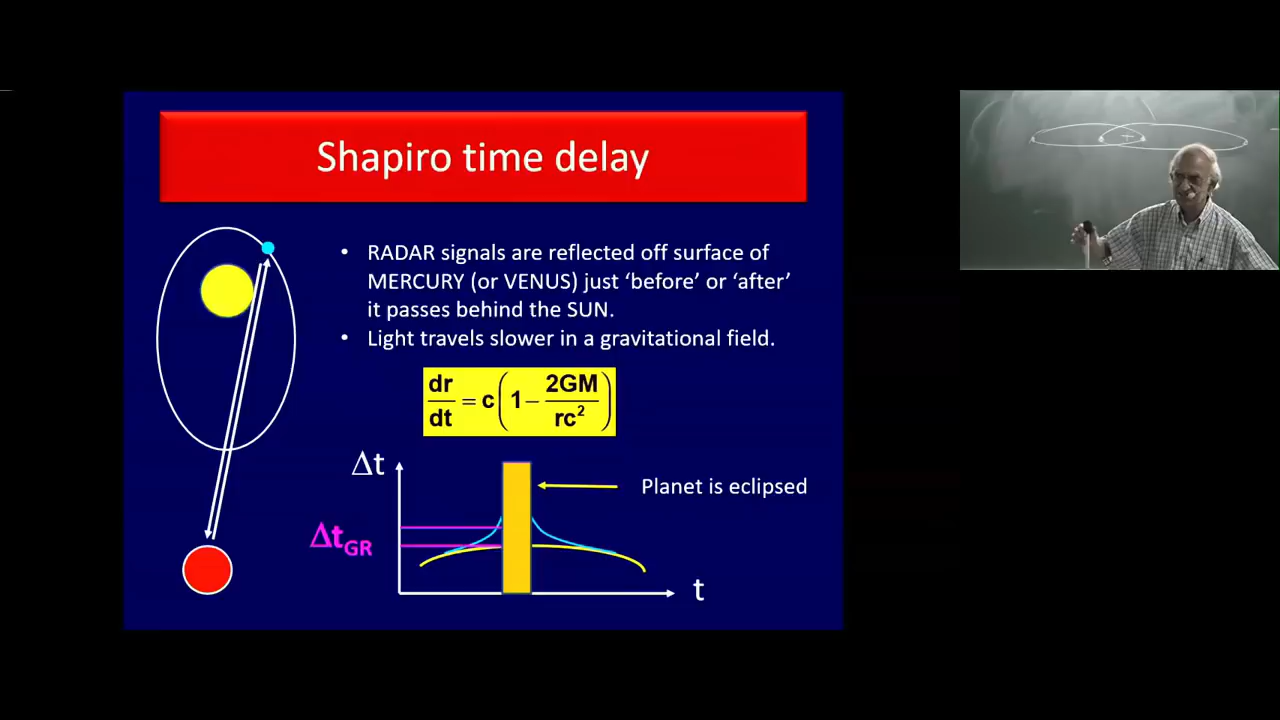 Shapiro time delay
• RADAR signals are reflected off surface of
MERCURY (or VENUS) just ‘before’ or ‘after’
it passes behind the SUN.
• Light travels slower in a gravitational field.
dr/dt = c(1 − 2GM/rc²)
Δt
Planet is eclipsed
Δt_GR
t